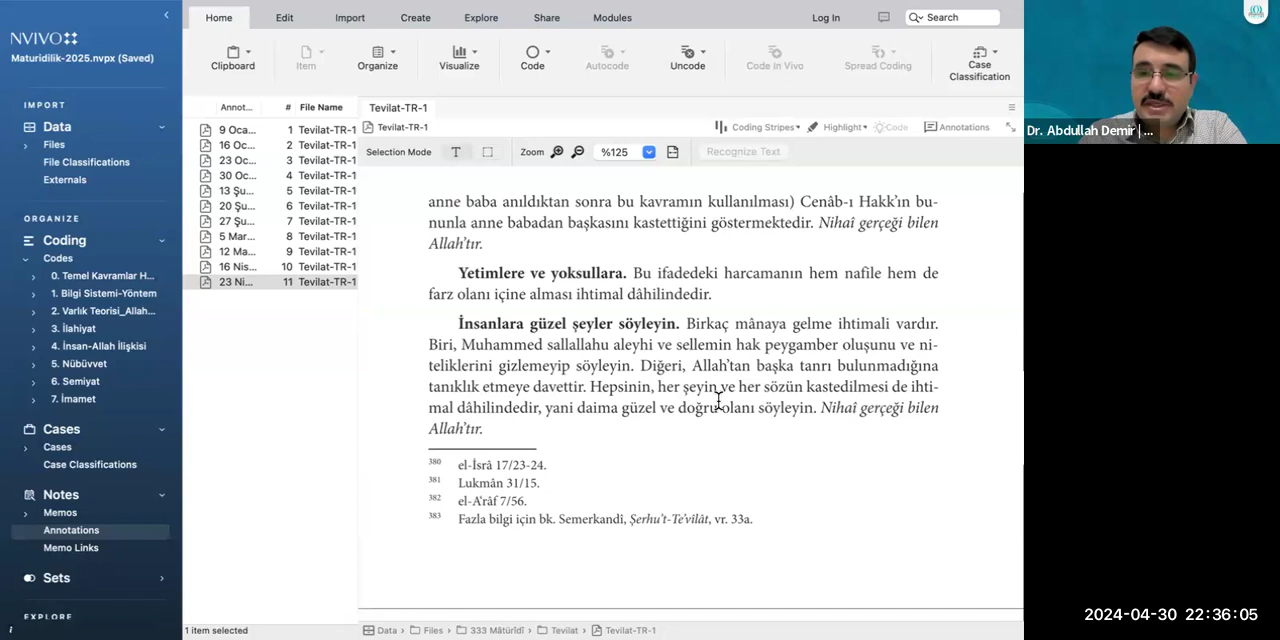 NVIVO
Maturidilik-2025.nvpx (Saved)
IMPORT
Data
Files
File Classifications
Externals
ORGANIZE
Coding
Codes
0. Temel Kavramlar H...
1. Bilgi Sistemi-Yöntem
2. Varlık Teorisi_Allah...
3. İlahiyat
4. İnsan-Allah İlişkisi
5. Nübüvvet
6. Semiyat
7. İmamet
Cases
Cases
Case Classifications
Notes
Memos
Annotations
Memo Links
Sets
EXPLORE
Home Edit Import Create Explore Share Modules Log In Search
Clipboard Item Organize Visualize Code Autocode Uncode Code In Vivo Spread Coding Case Classification
Annot... # File Name
9 Oca... 1 Tevilat-TR-1
16 Oc... 2 Tevilat-TR-1
23 Oc... 3 Tevilat-TR-1
30 Oc... 4 Tevilat-TR-1
13 Şu... 5 Tevilat-TR-1
20 Şu... 6 Tevilat-TR-1
27 Şu... 7 Tevilat-TR-1
5 Mar... 8 Tevilat-TR-1
12 Ma... 9 Tevilat-TR-1
16 Nis... 10 Tevilat-TR-1
23 Ni... 11 Tevilat-TR-1
1 item selected
Tevilat-TR-1
Tevilat-TR-1 Coding Stripes Highlight Code Annotations
Selection Mode T Zoom %125 Recognize Text
anne baba anıldıktan sonra bu kavramın kullanılması) Cenâb-ı Hakk'ın bu-
nunla anne babadan başkasını kastettiğini göstermektedir. Nihaî gerçeği bilen
Allah'tır.
Yetimlere ve yoksullara. Bu ifadedeki harcamanın hem nafile hem de
farz olanı içine alması ihtimal dâhilindedir.
İnsanlara güzel şeyler söyleyin. Birkaç mânaya gelme ihtimali vardır.
Biri, Muhammed sallallahu aleyhi ve sellemin hak peygamber oluşunu ve ni-
teliklerini gizlemeyip söyleyin. Diğeri, Allah'tan başka tanrı bulunmadığına
tanıklık etmeye davettir. Hepsinin, her şeyin ve her sözün kastedilmesi de ihti-
mal dâhilindedir, yani daima güzel ve doğru olanı söyleyin. Nihaî gerçeği bilen
Allah'tır.
380 el-İsrâ 17/23-24.
381 Lukmân 31/15.
382 el-A'râf 7/56.
383 Fazla bilgi için bk. Semerkandî, Şerhu't-Te'vîlât, vr. 33a.
Data Files 333 Mâtürîdî Tevilat Tevilat-TR-1
Dr. Abdullah Demir | ...
2024-04-30 22:36:05